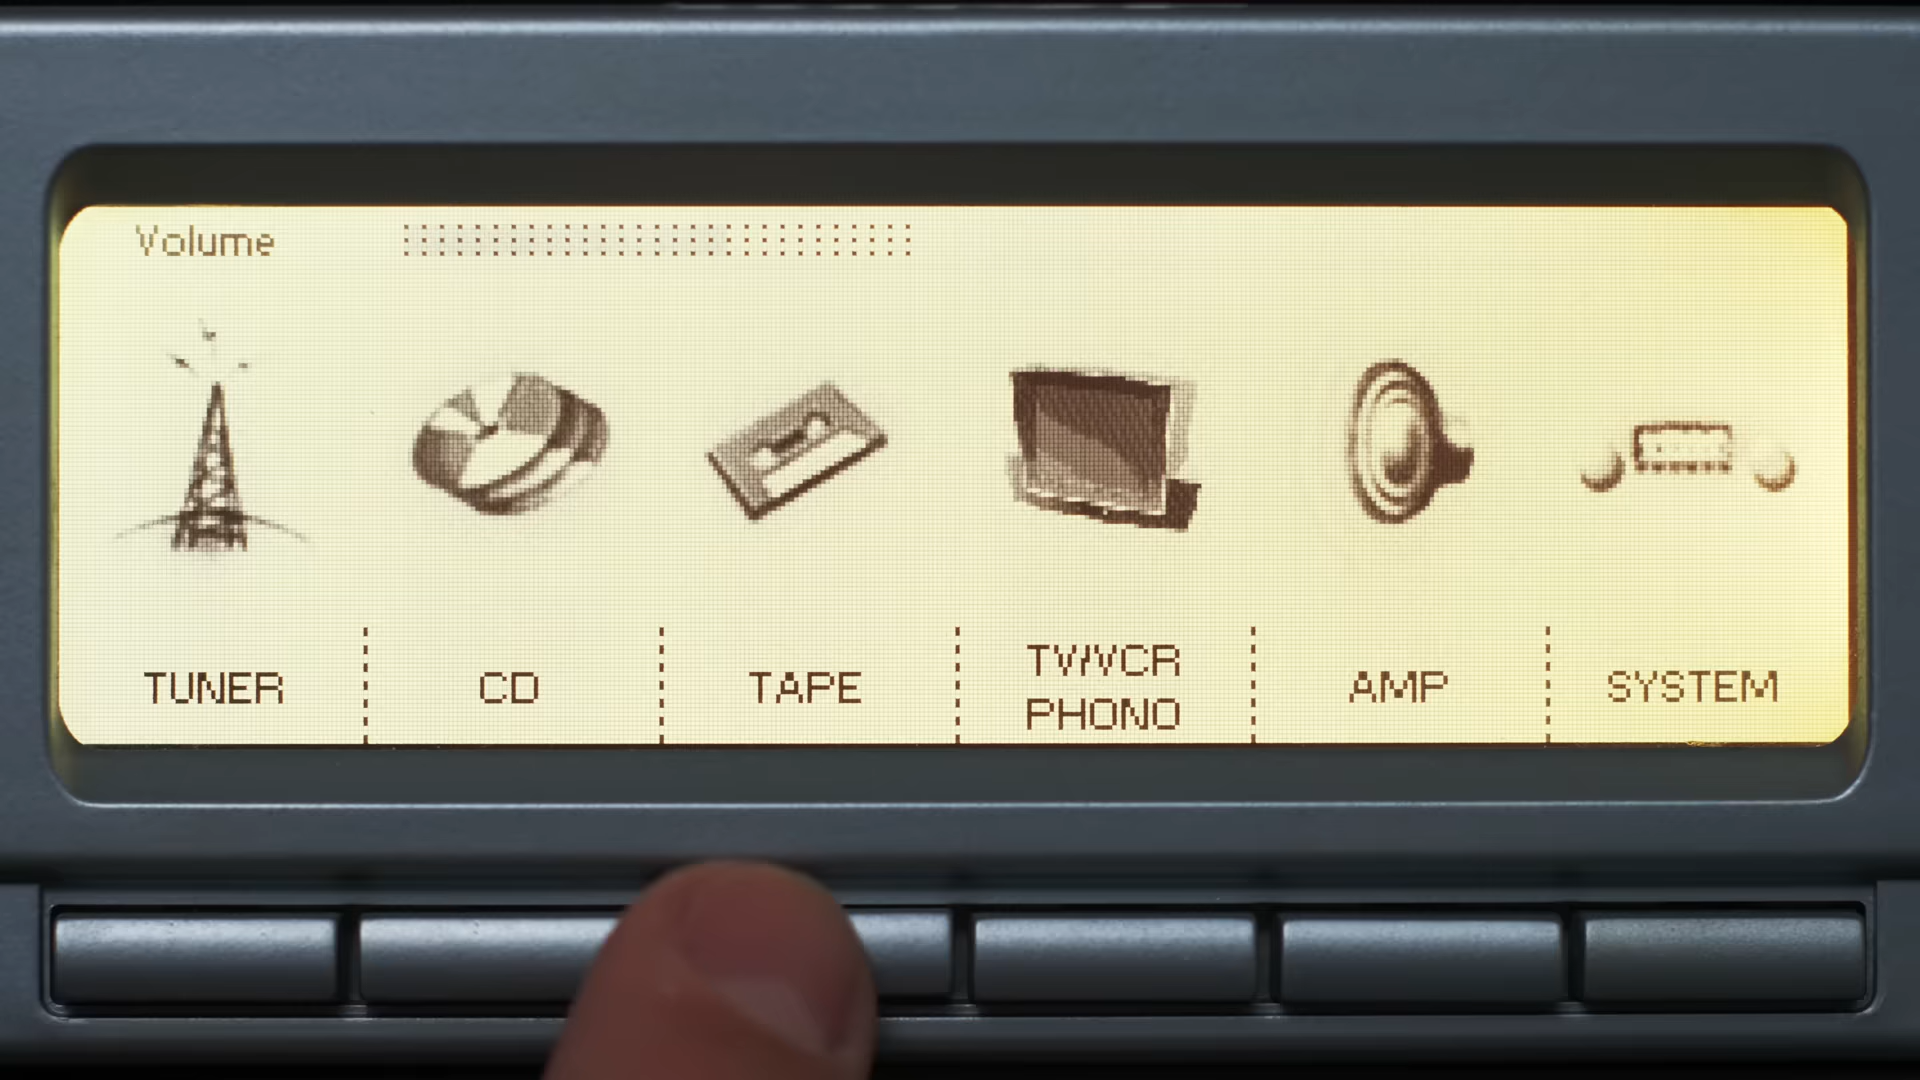 Volume
TUNER
CD
TAPE
TV/VCR
PHONO
AMP
SYSTEM